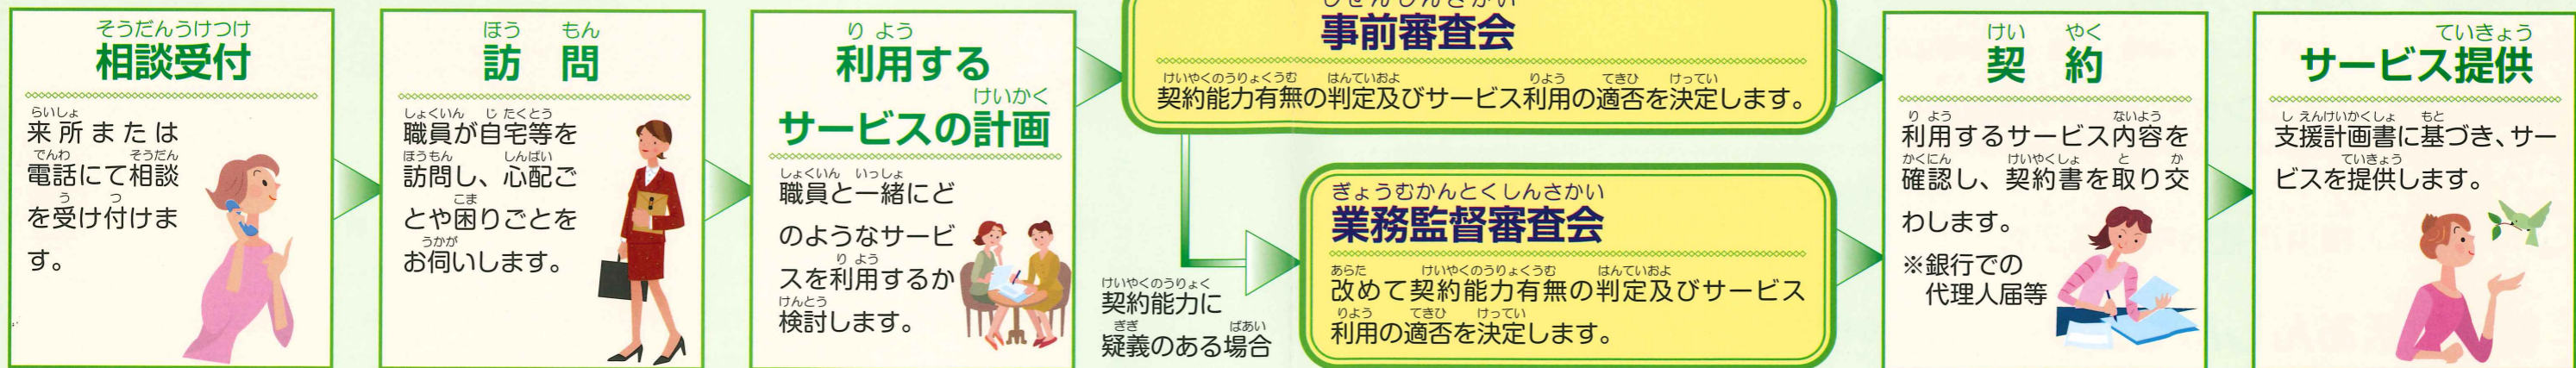 そうだんうけつけ
相談受付
らいしょ
来所または
でんわ そうだん
電話にて相談
う つ
を受け付けま
す。
ほう もん
訪 問
しょくいん じ たくとう
職員が自宅等を
ほうもん しんぱい
訪問し、心配ご
こま
とや困りごとを
うかが
お伺いします。
り よう
利用する
けいかく
サービスの計画
しょくいん いっしょ
職員と一緒にど
のようなサービ
り よう
スを利用するか
けんとう
検討します。
じぜんしんさかい
事前審査会
けいやくのうりょくうむ はんていおよ りよう てきひ けってい
契約能力有無の判定及びサービス利用の適否を決定します。
けいやくのうりょく
契約能力に
ぎぎ ばあい
疑義のある場合
ぎょうむかんとくしんさかい
業務監督審査会
あらた けいやくのうりょくうむ はんていおよ
改めて契約能力有無の判定及びサービス
りよう てきひ けってい
利用の適否を決定します。
けい やく
契 約
り よう ないよう
利用するサービス内容を
かくにん けいやくしょ と か
確認し、契約書を取り交
わします。
※銀行での
代理人届等
ていきょう
サービス提供
し えんけいかくしょ もと
支援計画書に基づき、サー
ていきょう
ビスを提供します。